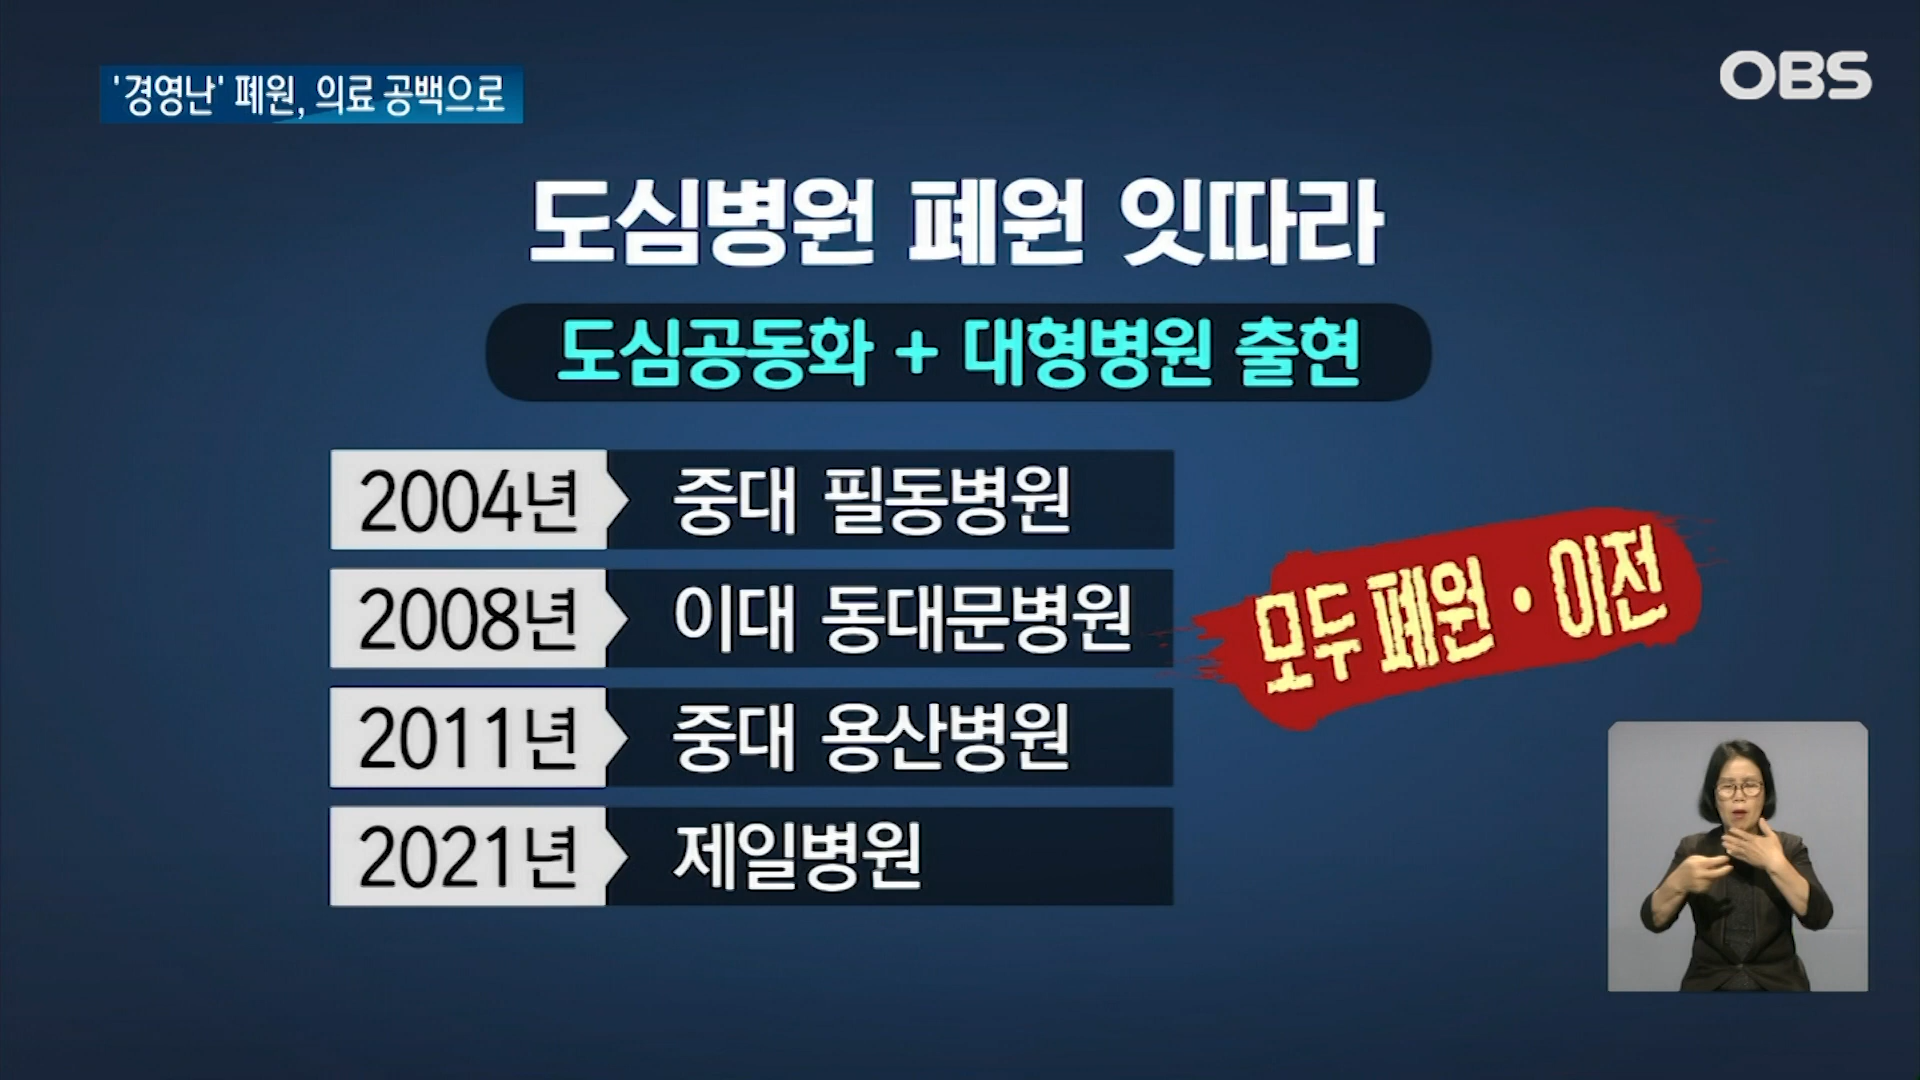 '경영난' 폐원, 의료 공백으로
OBS
도심병원 폐원 잇따라
도심공동화 + 대형병원 출현
2004년 중대 필동병원
2008년 이대 동대문병원
모두 폐원·이전
2011년 중대 용산병원
2021년 제일병원